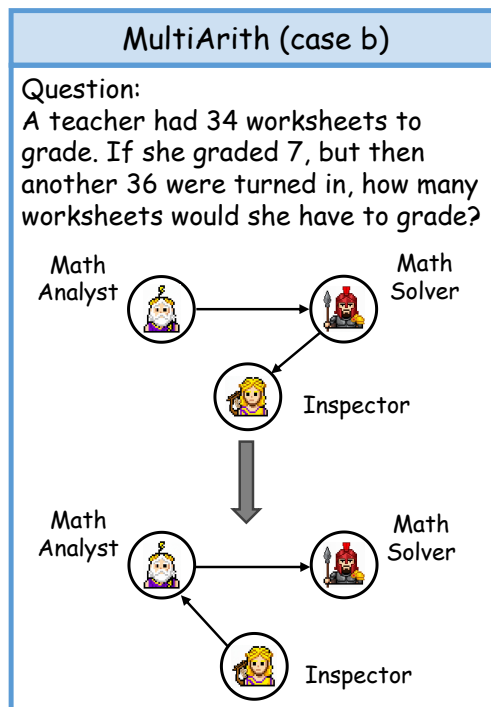 MultiArith (case b)
Question:
A teacher had 34 worksheets to
grade. If she graded 7, but then
another 36 were turned in, how many
worksheets would she have to grade?
Math
Analyst
Math
Solver
Inspector
Math
Analyst
Math
Solver
Inspector